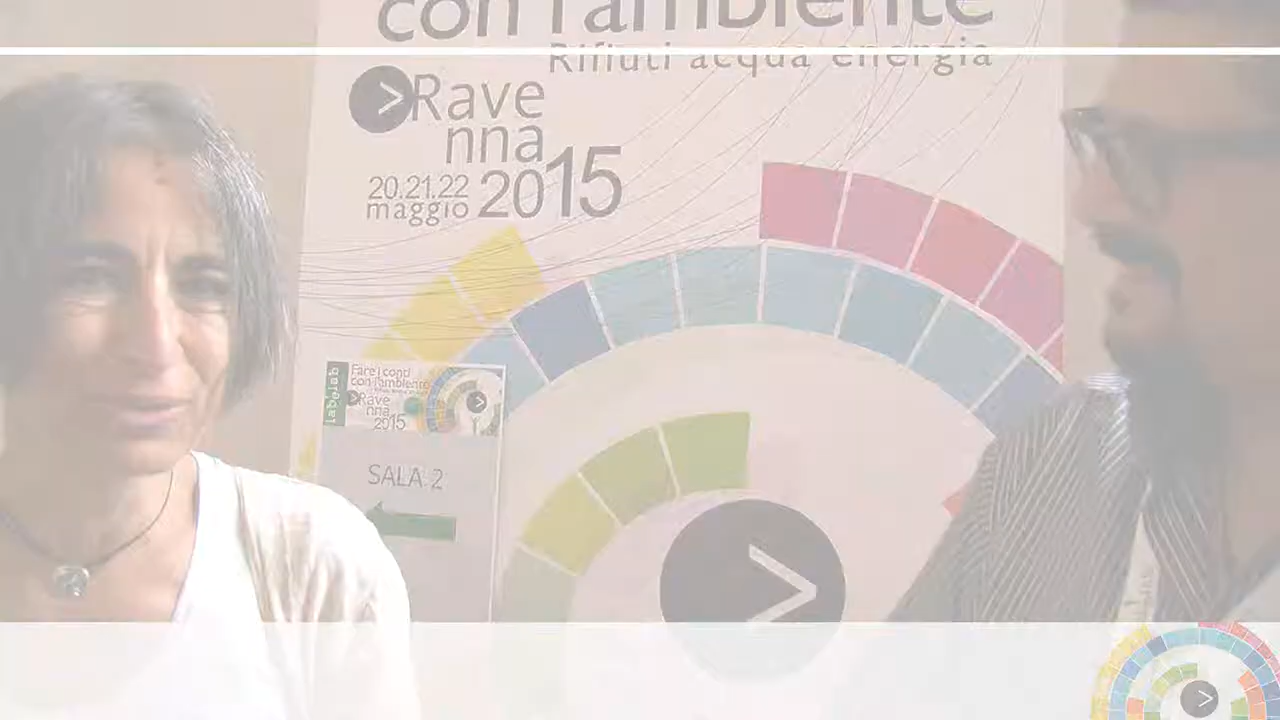 con l'ambiente
Rifiuti acqua energia
> Rave
nna
20.21.22
maggio
2015
labelab
Fare i conti
con l'ambiente
> Rave
nna
2015
>
SALA 2
>
>